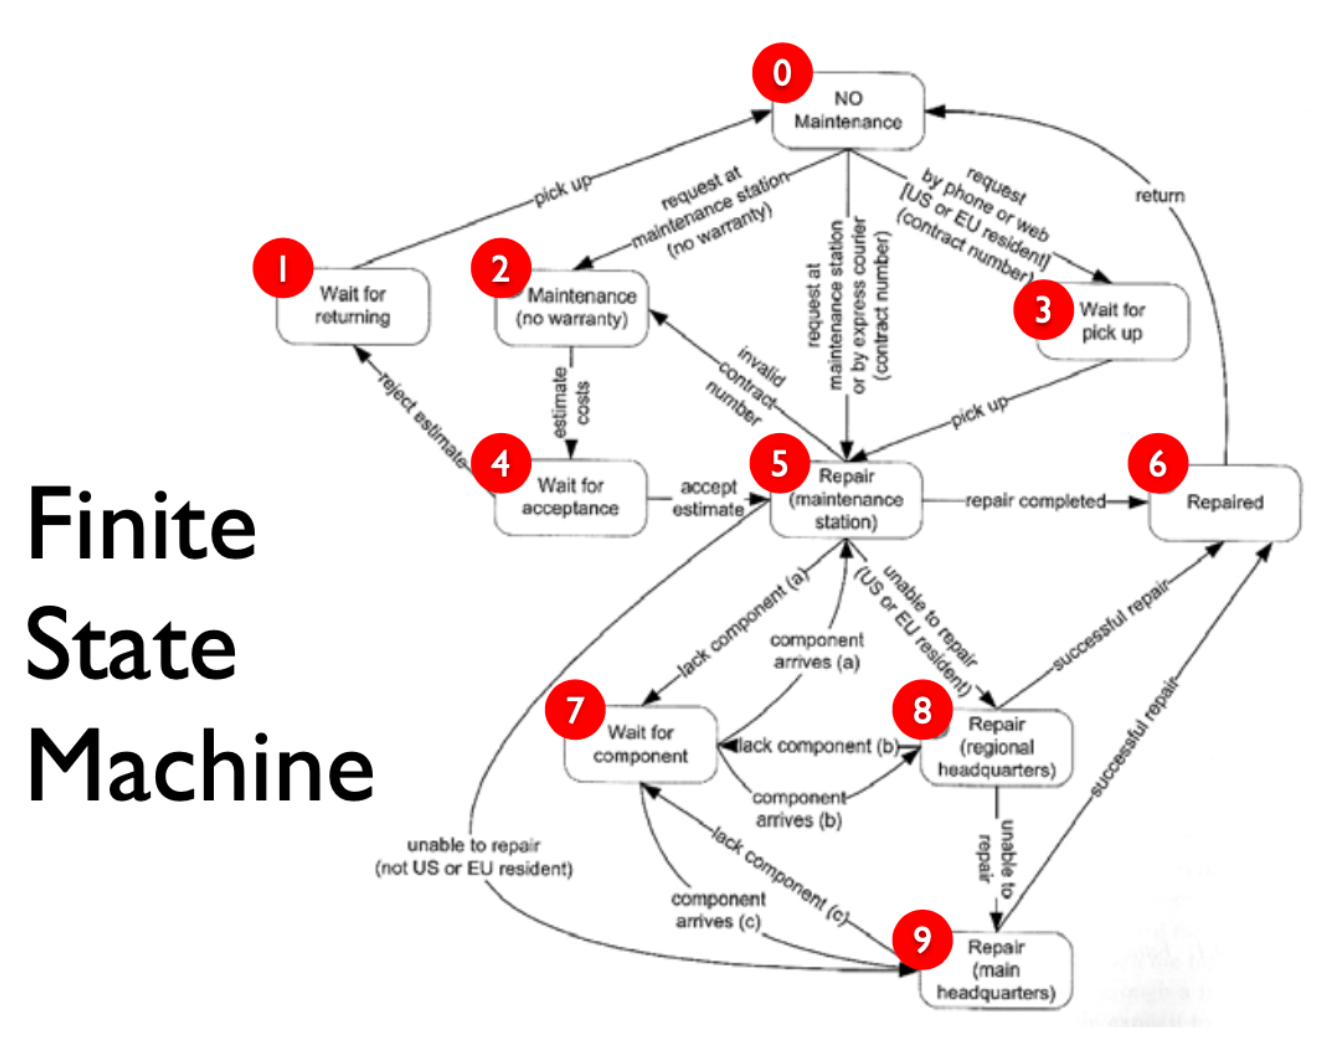 Finite
State
Machine
0
NO
Maintenance
pick up
request at
maintenance station
(no warranty)
request at
maintenance station
or by express courier
(contract number)
request
by phone or web
[US or EU resident]
(contract number)
return
1
Wait for
returning
2
Maintenance
(no warranty)
3
Wait for
pick up
reject estimate
estimate
costs
invalid
contract
number
pick up
4
Wait for
acceptance
accept
estimate
5
Repair
(maintenance
station)
repair completed
6
Repaired
lack component (a)
component
arrives (a)
unable to repair
(US or EU resident)
successful repair
successful repair
7
Wait for
component
lack component (b)
component
arrives (b)
8
Repair
(regional
headquarters)
unable to repair
(not US or EU resident)
lack component (c)
component
arrives (c)
unable to
repair
9
Repair
(main
headquarters)